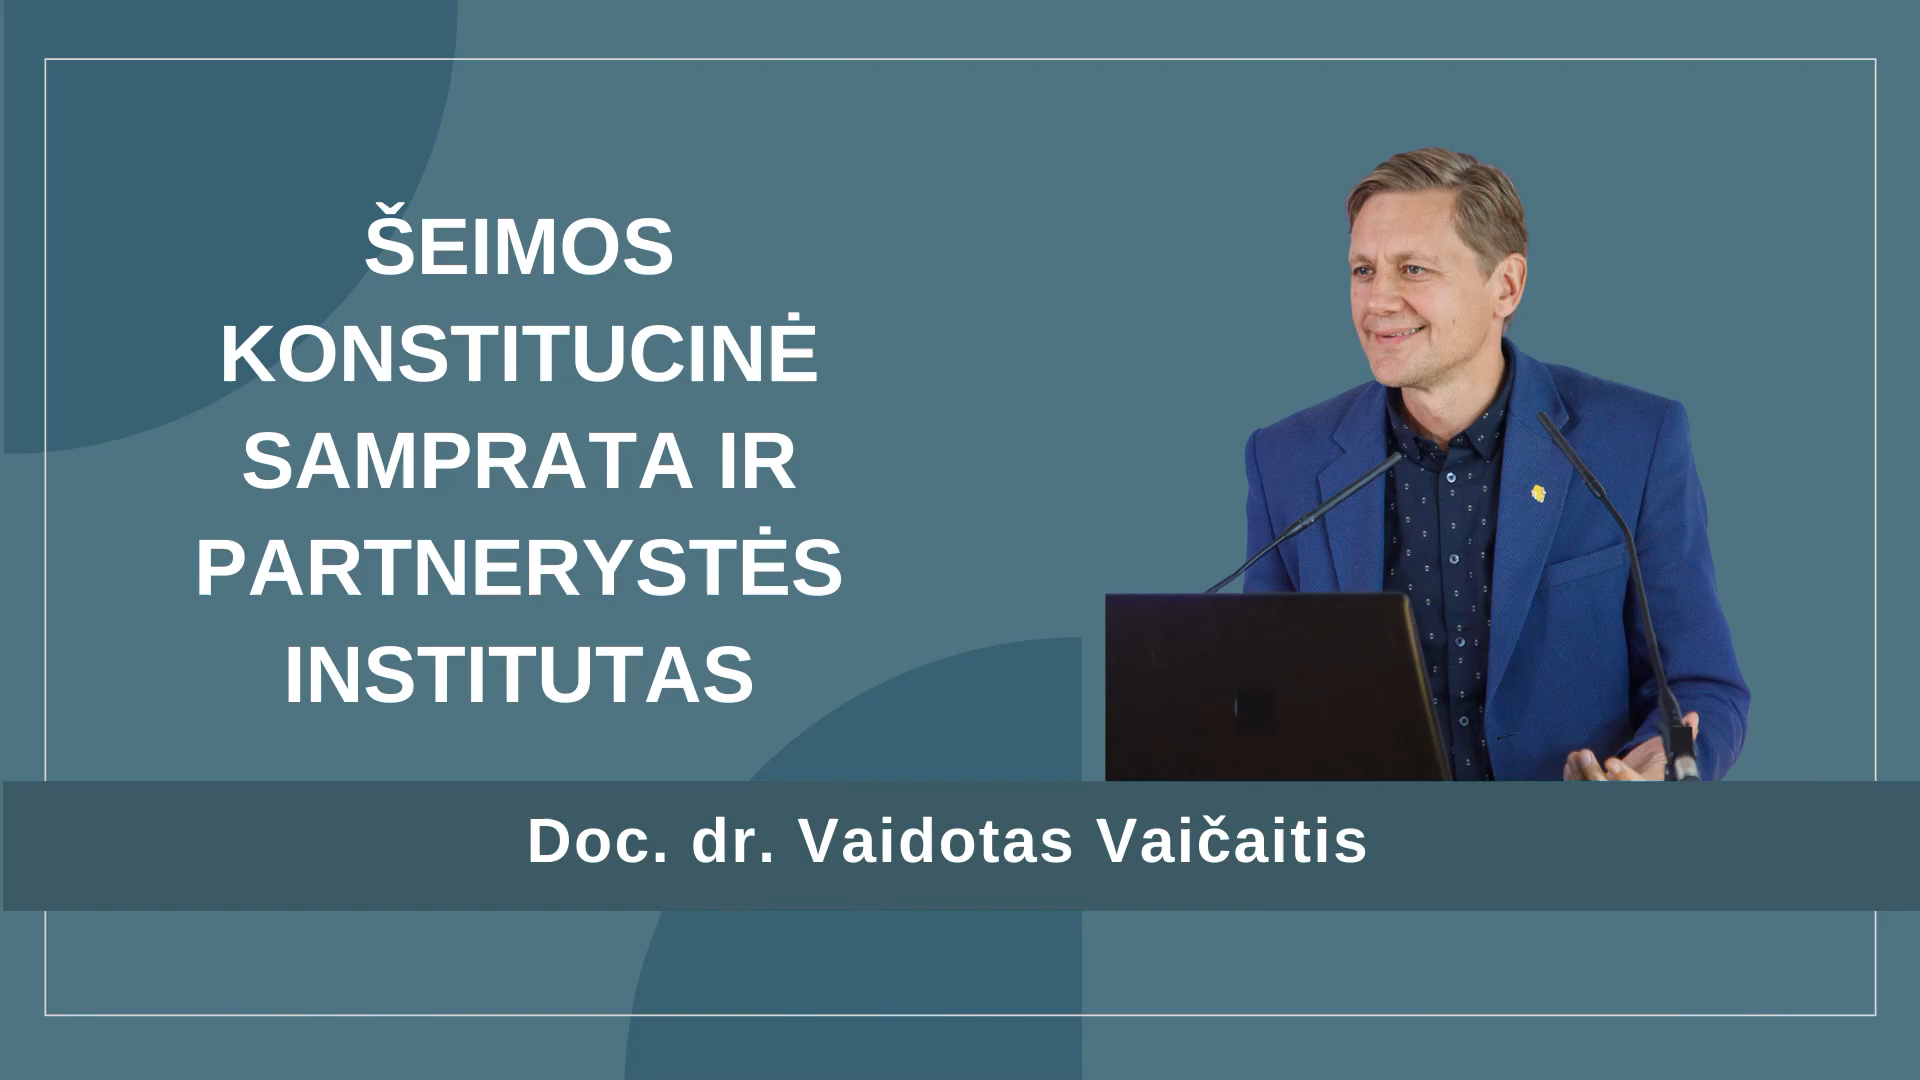 ŠEIMOS
KONSTITUCINĖ
SAMPRATA IR
PARTNERYSTĖS
INSTITUTAS
Doc. dr. Vaidotas Vaičaitis